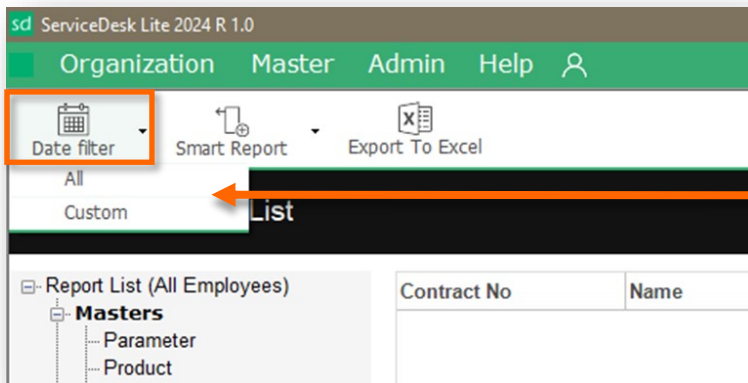 sd ServiceDesk Lite 2024 R 1.0
Organization Master Admin Help
Date filter Smart Report Export To Excel
All
Custom
List
Report List (All Employees)
Contract No Name
Masters
Parameter
Product